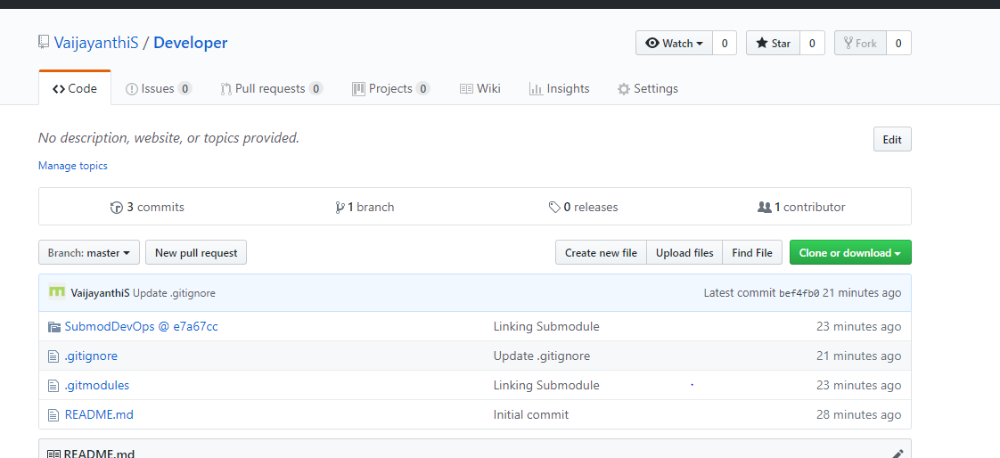 VaijayanthiS / Developer
Watch 0 Star 0 Fork 0
Code Issues 0 Pull requests 0 Projects 0 Wiki Insights Settings
No description, website, or topics provided. Edit
Manage topics
3 commits 1 branch 0 releases 1 contributor
Branch: master New pull request Create new file Upload files Find File Clone or download
VaijayanthiS Update .gitignore Latest commit bef4fb0 21 minutes ago
SubmodDevOps @ e7a67cc Linking Submodule 23 minutes ago
.gitignore Update .gitignore 21 minutes ago
.gitmodules Linking Submodule 23 minutes ago
README.md Initial commit 28 minutes ago
README.md